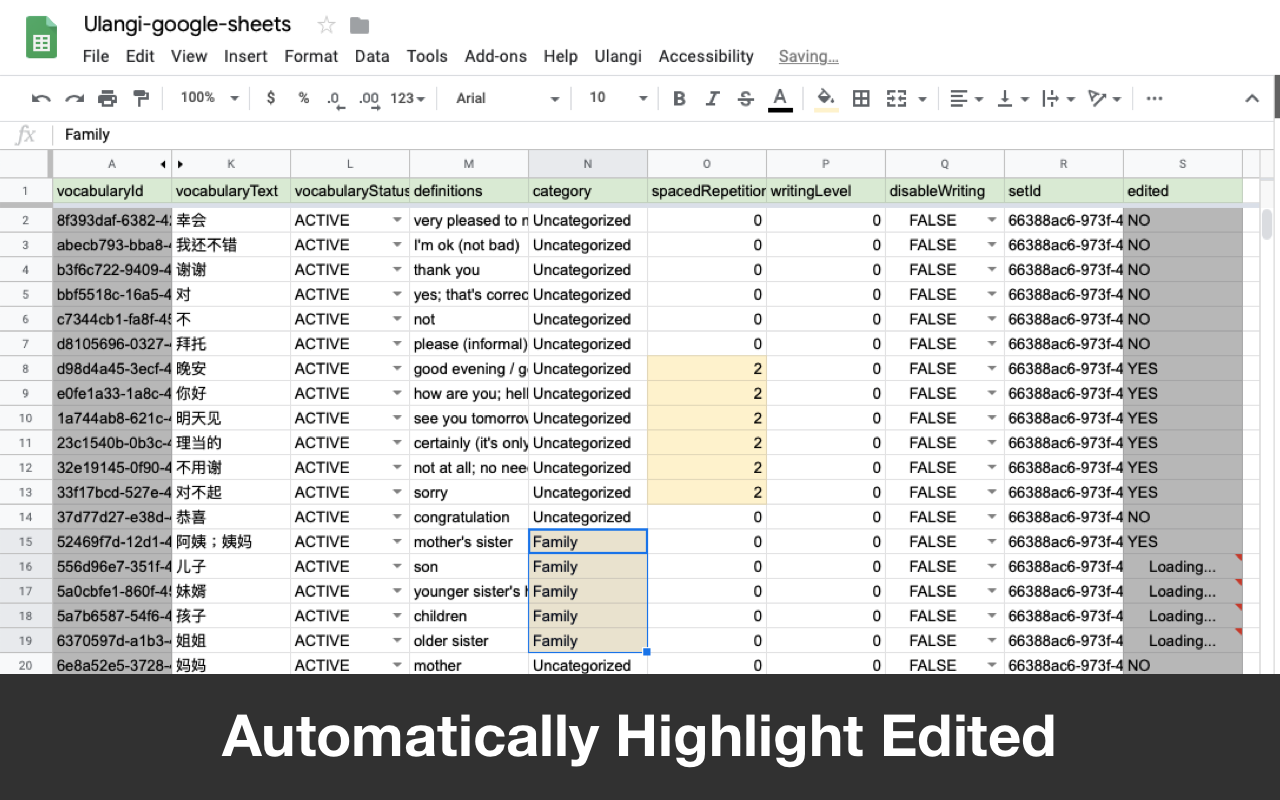 Ulangi-google-sheets
File Edit View Insert Format Data Tools Add-ons Help Ulangi Accessibility Saving...
100% $ % .0 .00 123 Arial 10 B I S A
fx Family
A K L M N O P Q R S
1 vocabularyId vocabularyText vocabularyStatus definitions category spacedRepetition writingLevel disableWriting setId edited
2 8f393daf-6382-4 幸会 ACTIVE very pleased to Uncategorized 0 0 FALSE 66388ac6-973f-4 NO
3 abecb793-bba8- 我还不错 ACTIVE I'm ok (not bad) Uncategorized 0 0 FALSE 66388ac6-973f-4 NO
4 b3f6c722-9409-4 谢谢 ACTIVE thank you Uncategorized 0 0 FALSE 66388ac6-973f-4 NO
5 bbf5518c-16a5-4 对 ACTIVE yes; that's correc Uncategorized 0 0 FALSE 66388ac6-973f-4 NO
6 c7344cb1-fa8f-45 不 ACTIVE not Uncategorized 0 0 FALSE 66388ac6-973f-4 NO
7 d8105696-0327- 拜托 ACTIVE please (informal) Uncategorized 0 0 FALSE 66388ac6-973f-4 NO
8 d98d4a45-3ecf-4 晚安 ACTIVE good evening / g Uncategorized 2 0 FALSE 66388ac6-973f-4 YES
9 e0fe1a33-1a8c-4 你好 ACTIVE how are you; hel Uncategorized 2 0 FALSE 66388ac6-973f-4 YES
10 1a744ab8-621c- 明天见 ACTIVE see you tomorrow Uncategorized 2 0 FALSE 66388ac6-973f-4 YES
11 23c1540b-0b3c- 理当的 ACTIVE certainly (it's only Uncategorized 2 0 FALSE 66388ac6-973f-4 YES
12 32e19145-0f90-4 不用谢 ACTIVE not at all; no nee Uncategorized 2 0 FALSE 66388ac6-973f-4 YES
13 33f17bcd-527e-4 对不起 ACTIVE sorry Uncategorized 2 0 FALSE 66388ac6-973f-4 YES
14 37d77d27-e38d- 恭喜 ACTIVE congratulation Uncategorized 0 0 FALSE 66388ac6-973f-4 NO
15 52469f7d-12d1-4 阿姨；姨妈 ACTIVE mother's sister Family 0 0 FALSE 66388ac6-973f-4 YES
16 556d96e7-351f-4 儿子 ACTIVE son Family 0 0 FALSE 66388ac6-973f-4 Loading...
17 5a0cbfe1-860f-45 妹婿 ACTIVE younger sister's Family 0 0 FALSE 66388ac6-973f-4 Loading...
18 5a7b6587-54f6-4 孩子 ACTIVE children Family 0 0 FALSE 66388ac6-973f-4 Loading...
19 6370597d-a1b3- 姐姐 ACTIVE older sister Family 0 0 FALSE 66388ac6-973f-4 Loading...
20 6e8a52e5-3728- 妈妈 ACTIVE mother Uncategorized 0 0 FALSE 66388ac6-973f-4 NO
Automatically Highlight Edited